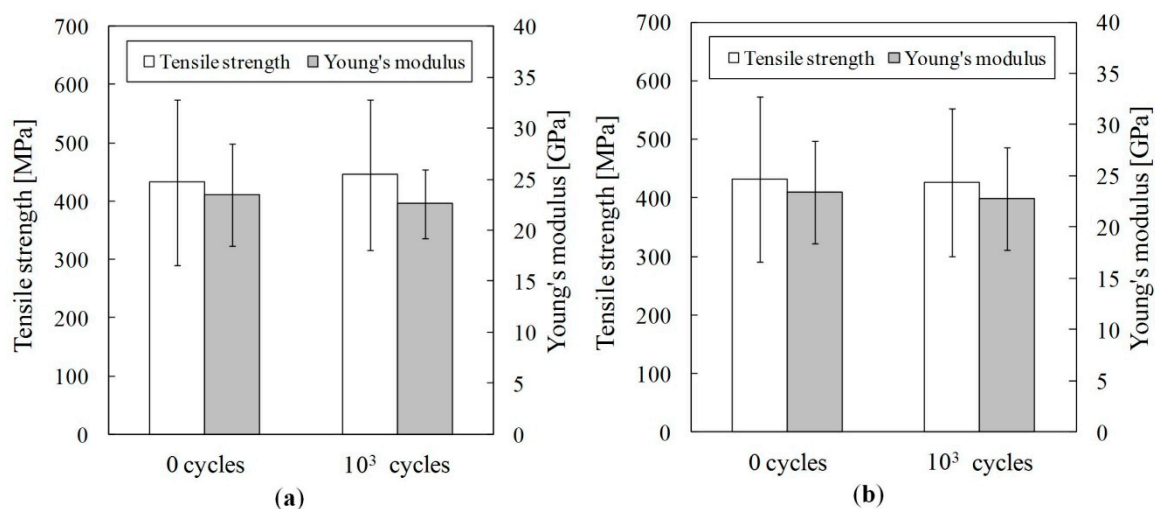 Tensile strength [MPa]
700
600
500
400
300
200
100
0
Tensile strength Young's modulus
40
35
30
25
20
15
10
5
0
Young's modulus [GPa]
0 cycles
10³ cycles
(a)
Tensile strength [MPa]
700
600
500
400
300
200
100
0
Tensile strength Young's modulus
40
35
30
25
20
15
10
5
0
Young's modulus [GPa]
0 cycles
10³ cycles
(b)